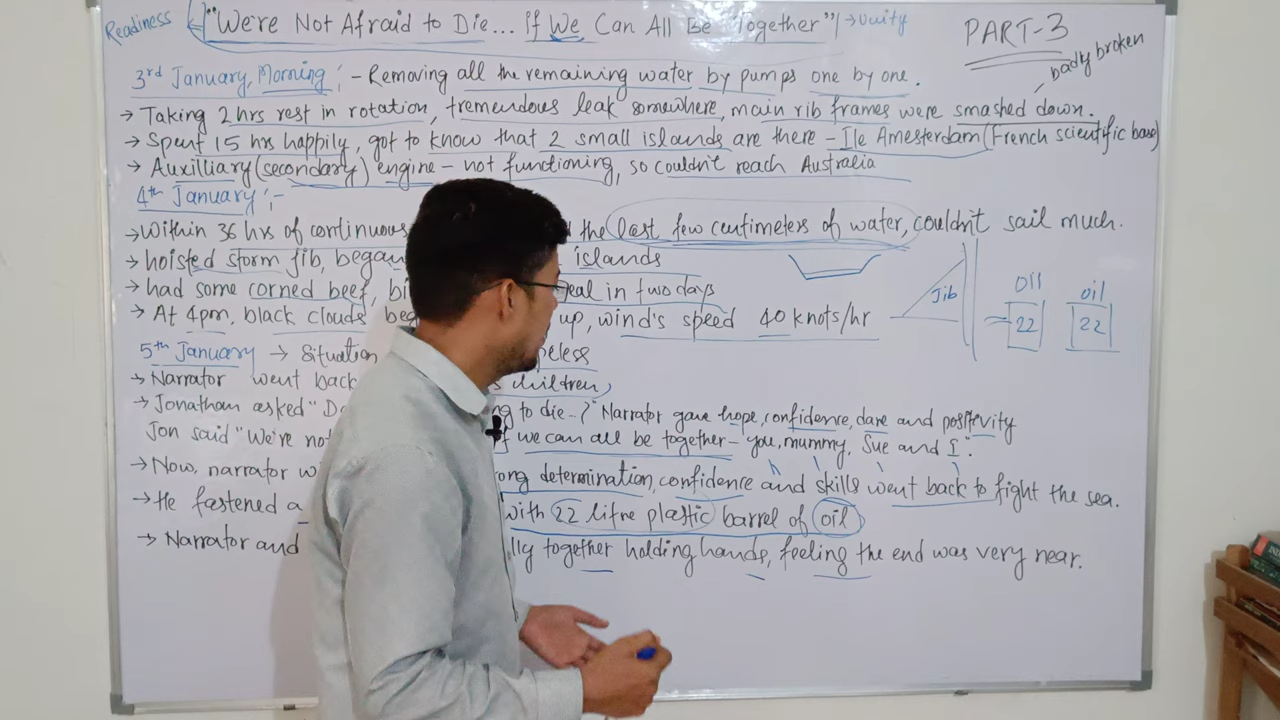 Readiness "We're Not Afraid to Die... If We Can All Be Together" → Unity
PART-3
badly broken
3rd January, Morning :- Removing all the remaining water by pumps one by one.
→ Taking 2 hrs rest in rotation, tremendous leak somewhere, main rib frames were smashed down.
→ Spent 15 hrs happily, got to know that 2 small islands are there - Ile Amesterdam (French scientific base)
→ Auxilliary (secondary) engine - not functioning, so couldn't reach Australia
4th January :-
→ Within 36 hrs of continuous the last few centimeters of water, couldn't sail much.
→ hoisted storm jib, began islands
→ had some corned beef, meal in two days
→ At 4pm, black clouds up, wind's speed 40 knots/hr
Jib
oil
22
oil
22
5th January → Situation hopeless
→ Narrator went back children,
→ Jonathan asked " to die -?" Narrator gave hope, confidence, dare and positivity
Jon said "We're not if we can all be together - you, mummy, Sue and I".
→ Now, narrator strong determination, confidence and skills went back to fight the sea.
→ He fastened a with 22 litre plastic barrel of oil
→ Narrator and together holding hands, feeling the end was very near.